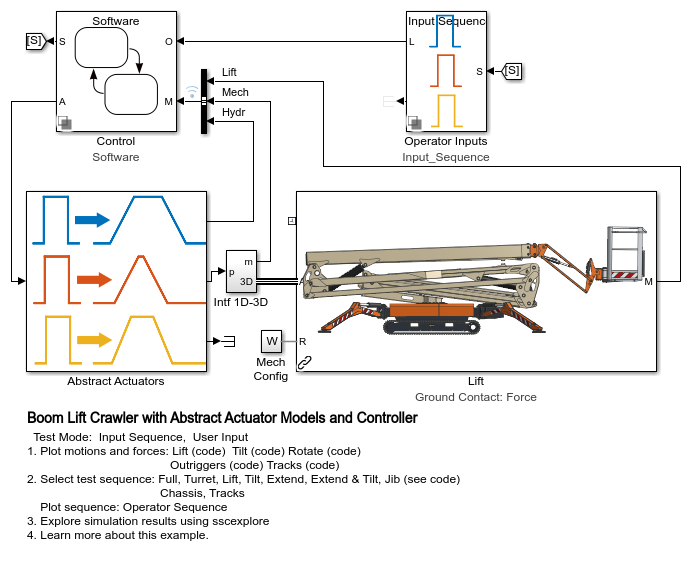 Software
Input Sequenc
[S]
S
O
L
S
[S]
Lift
Mech
Hydr
A
M
Control
Software
Operator Inputs
Input_Sequence
m
p
3D
Intf 1D-3D
M
W
R
Mech
Config
Abstract Actuators
Lift
Ground Contact: Force
Boom Lift Crawler with Abstract Actuator Models and Controller
Test Mode: Input Sequence, User Input
1. Plot motions and forces: Lift (code) Tilt (code) Rotate (code)
Outriggers (code) Tracks (code)
2. Select test sequence: Full, Turret, Lift, Tilt, Extend, Extend & Tilt, Jib (see code)
Chassis, Tracks
Plot sequence: Operator Sequence
3. Explore simulation results using sscexplore
4. Learn more about this example.